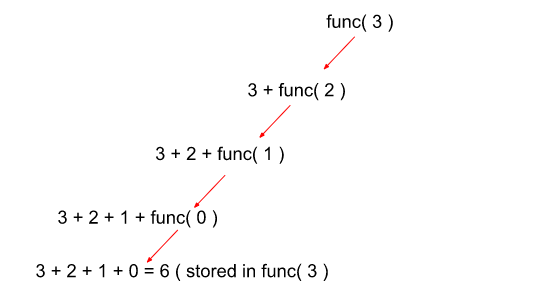 func( 3 )
3 + func( 2 )
3 + 2 + func( 1 )
3 + 2 + 1 + func( 0 )
3 + 2 + 1 + 0 = 6 ( stored in func( 3 )